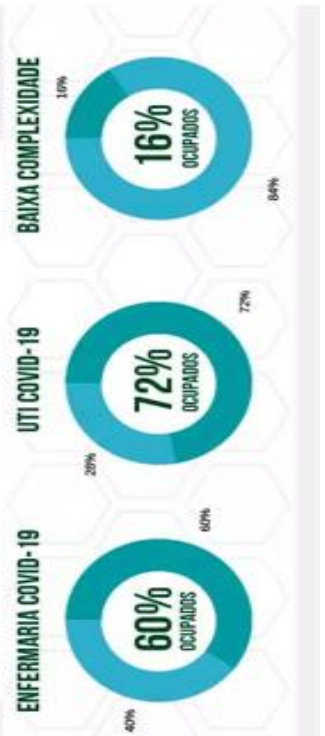 ENFERMARIA COVID-19
60%
OCUPADOS
40%
60%
UTI COVID-19
72%
OCUPADOS
28%
72%
BAIXA COMPLEXIDADE
16%
OCUPADOS
16%
84%